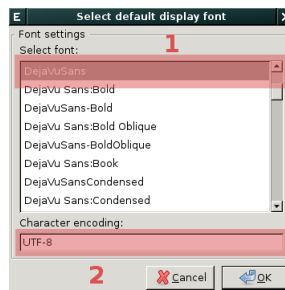 E Select default display font X
Font settings
Select font:
1
DejaVuSans
DejaVu Sans:Bold
DejaVuSans-Bold
DejaVu Sans:Bold Oblique
DejaVuSans-BoldOblique
DejaVu Sans:Book
DejaVuSansCondensed
DejaVu Sans:Condensed
Character encoding:
UTF-8
2
Cancel
OK